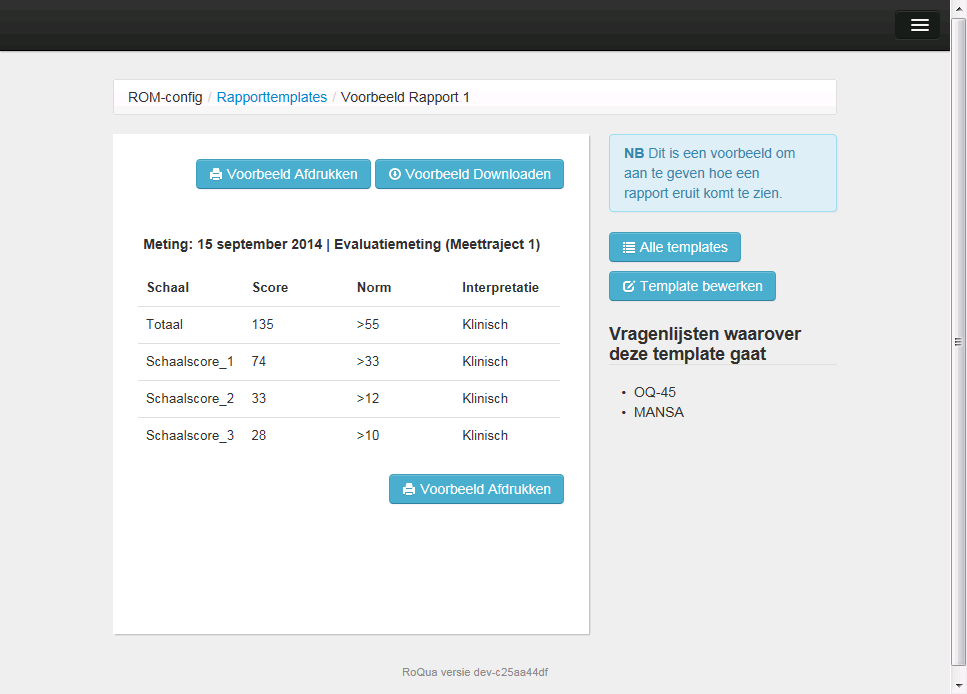 ROM-config / Rapporttemplates / Voorbeeld Rapport 1
Voorbeeld Afdrukken Voorbeeld Downloaden
Meting: 15 september 2014 | Evaluatiemeting (Meettraject 1)
Schaal Score Norm Interpretatie
Totaal 135 >55 Klinisch
Schaalscore_1 74 >33 Klinisch
Schaalscore_2 33 >12 Klinisch
Schaalscore_3 28 >10 Klinisch
Voorbeeld Afdrukken
NB Dit is een voorbeeld om
aan te geven hoe een
rapport eruit komt te zien.
Alle templates
Template bewerken
Vragenlijsten waarover
deze template gaat
• OQ-45
• MANSA
RoQua versie dev-c25aa44df